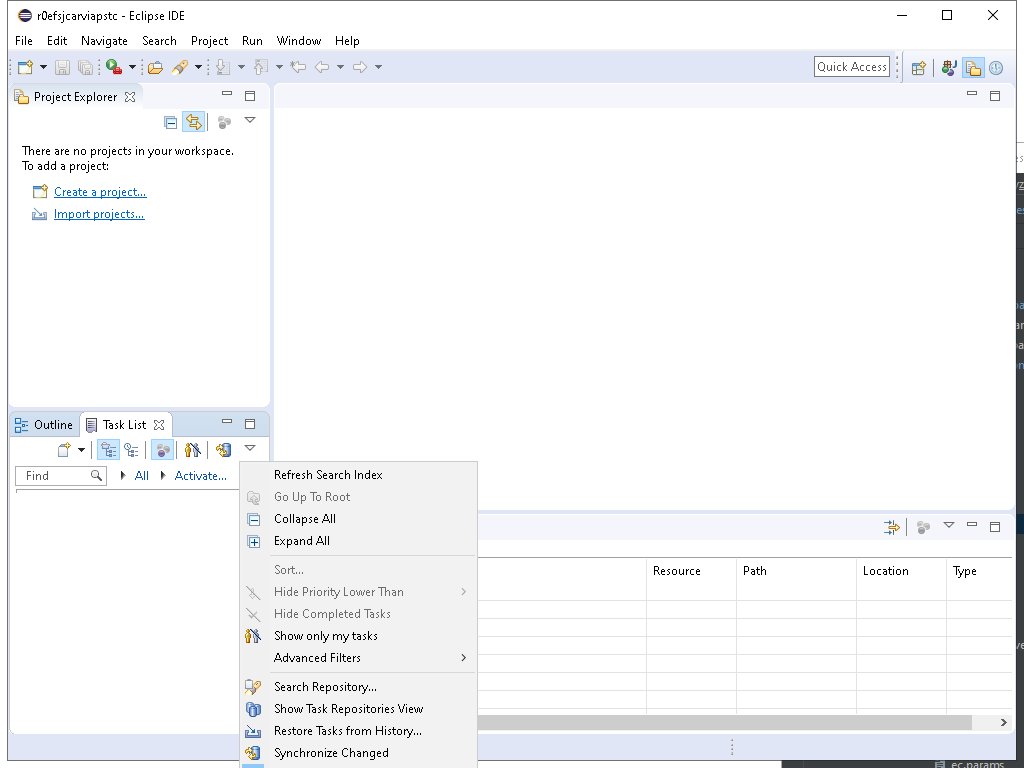 r0efsjcarviapstc - Eclipse IDE
File Edit Navigate Search Project Run Window Help
Quick Access
Project Explorer
There are no projects in your workspace.
To add a project:
Create a project...
Import projects...
Outline Task List
Find All Activate...
Refresh Search Index
Go Up To Root
Collapse All
Expand All
Sort...
Hide Priority Lower Than
Hide Completed Tasks
Show only my tasks
Advanced Filters
Search Repository...
Show Task Repositories View
Restore Tasks from History...
Synchronize Changed
Resource Path Location Type
ec.params